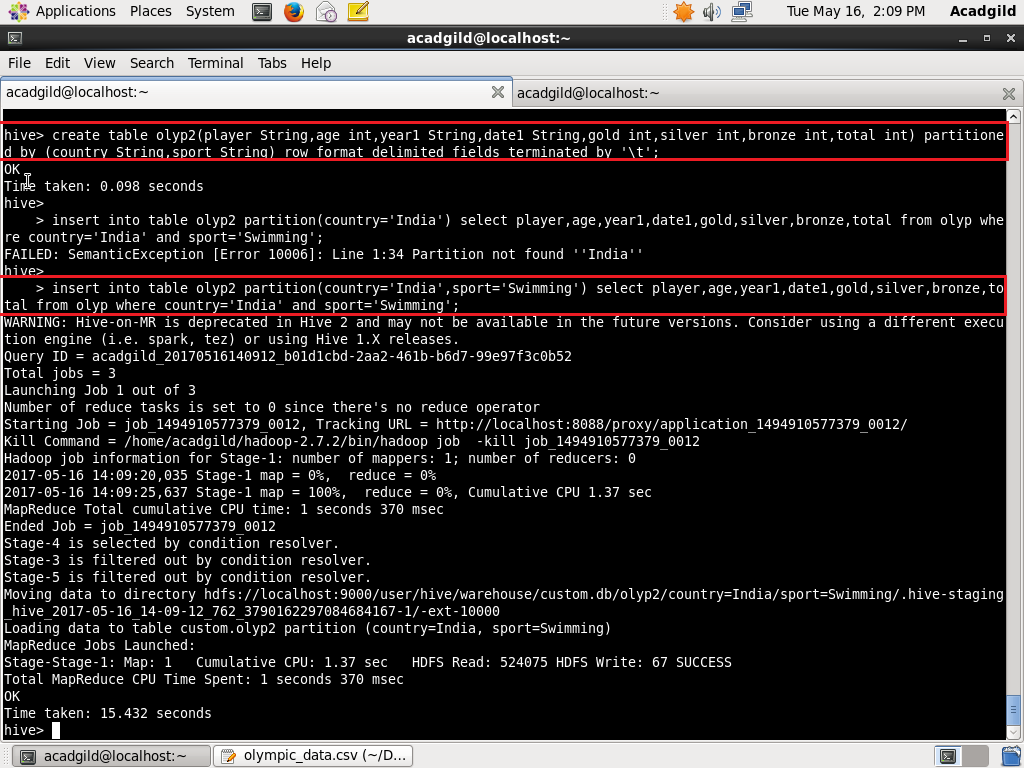 Applications Places System Tue May 16, 2:09 PM Acadgild
acadgild@localhost:~
File Edit View Search Terminal Tabs Help
acadgild@localhost:~ acadgild@localhost:~
hive> create table olyp2(player String,age int,year1 String,date1 String,gold int,silver int,bronze int,total int) partitione
d by (country String,sport String) row format delimited fields terminated by '\t';
OK
Time taken: 0.098 seconds
hive>
    > insert into table olyp2 partition(country='India') select player,age,year1,date1,gold,silver,bronze,total from olyp whe
re country='India' and sport='Swimming';
FAILED: SemanticException [Error 10006]: Line 1:34 Partition not found ''India''
hive>
    > insert into table olyp2 partition(country='India',sport='Swimming') select player,age,year1,date1,gold,silver,bronze,to
tal from olyp where country='India' and sport='Swimming';
WARNING: Hive-on-MR is deprecated in Hive 2 and may not be available in the future versions. Consider using a different execu
tion engine (i.e. spark, tez) or using Hive 1.X releases.
Query ID = acadgild_20170516140912_b01d1cbd-2aa2-461b-b6d7-99e97f3c0b52
Total jobs = 3
Launching Job 1 out of 3
Number of reduce tasks is set to 0 since there's no reduce operator
Starting Job = job_1494910577379_0012, Tracking URL = http://localhost:8088/proxy/application_1494910577379_0012/
Kill Command = /home/acadgild/hadoop-2.7.2/bin/hadoop job  -kill job_1494910577379_0012
Hadoop job information for Stage-1: number of mappers: 1; number of reducers: 0
2017-05-16 14:09:20,035 Stage-1 map = 0%,  reduce = 0%
2017-05-16 14:09:25,637 Stage-1 map = 100%,  reduce = 0%, Cumulative CPU 1.37 sec
MapReduce Total cumulative CPU time: 1 seconds 370 msec
Ended Job = job_1494910577379_0012
Stage-4 is selected by condition resolver.
Stage-3 is filtered out by condition resolver.
Stage-5 is filtered out by condition resolver.
Moving data to directory hdfs://localhost:9000/user/hive/warehouse/custom.db/olyp2/country=India/sport=Swimming/.hive-staging
_hive_2017-05-16_14-09-12_762_3790162297084684167-1/-ext-10000
Loading data to table custom.olyp2 partition (country=India, sport=Swimming)
MapReduce Jobs Launched:
Stage-Stage-1: Map: 1   Cumulative CPU: 1.37 sec   HDFS Read: 524075 HDFS Write: 67 SUCCESS
Total MapReduce CPU Time Spent: 1 seconds 370 msec
OK
Time taken: 15.432 seconds
hive>
acadgild@localhost:~ olympic_data.csv (~/D...